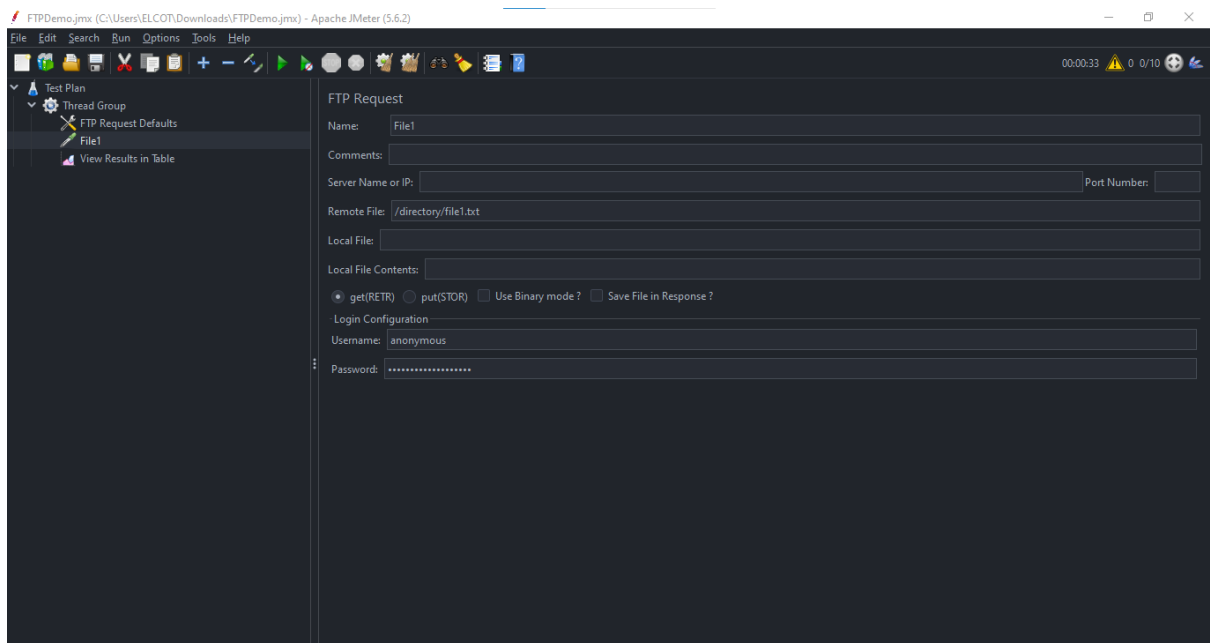 FTPDemo.jmx (C:\Users\ELCOT\Downloads\FTPDemo.jmx) - Apache JMeter (5.6.2)
File Edit Search Run Options Tools Help
00:00:33 0 0/10
Test Plan
Thread Group
FTP Request Defaults
File1
View Results in Table
FTP Request
Name: File1
Comments:
Server Name or IP: Port Number:
Remote File: /directory/file1.txt
Local File:
Local File Contents:
get(RETR) put(STOR) Use Binary mode ? Save File in Response ?
Login Configuration
Username: anonymous
Password: •••••••••••••••••••